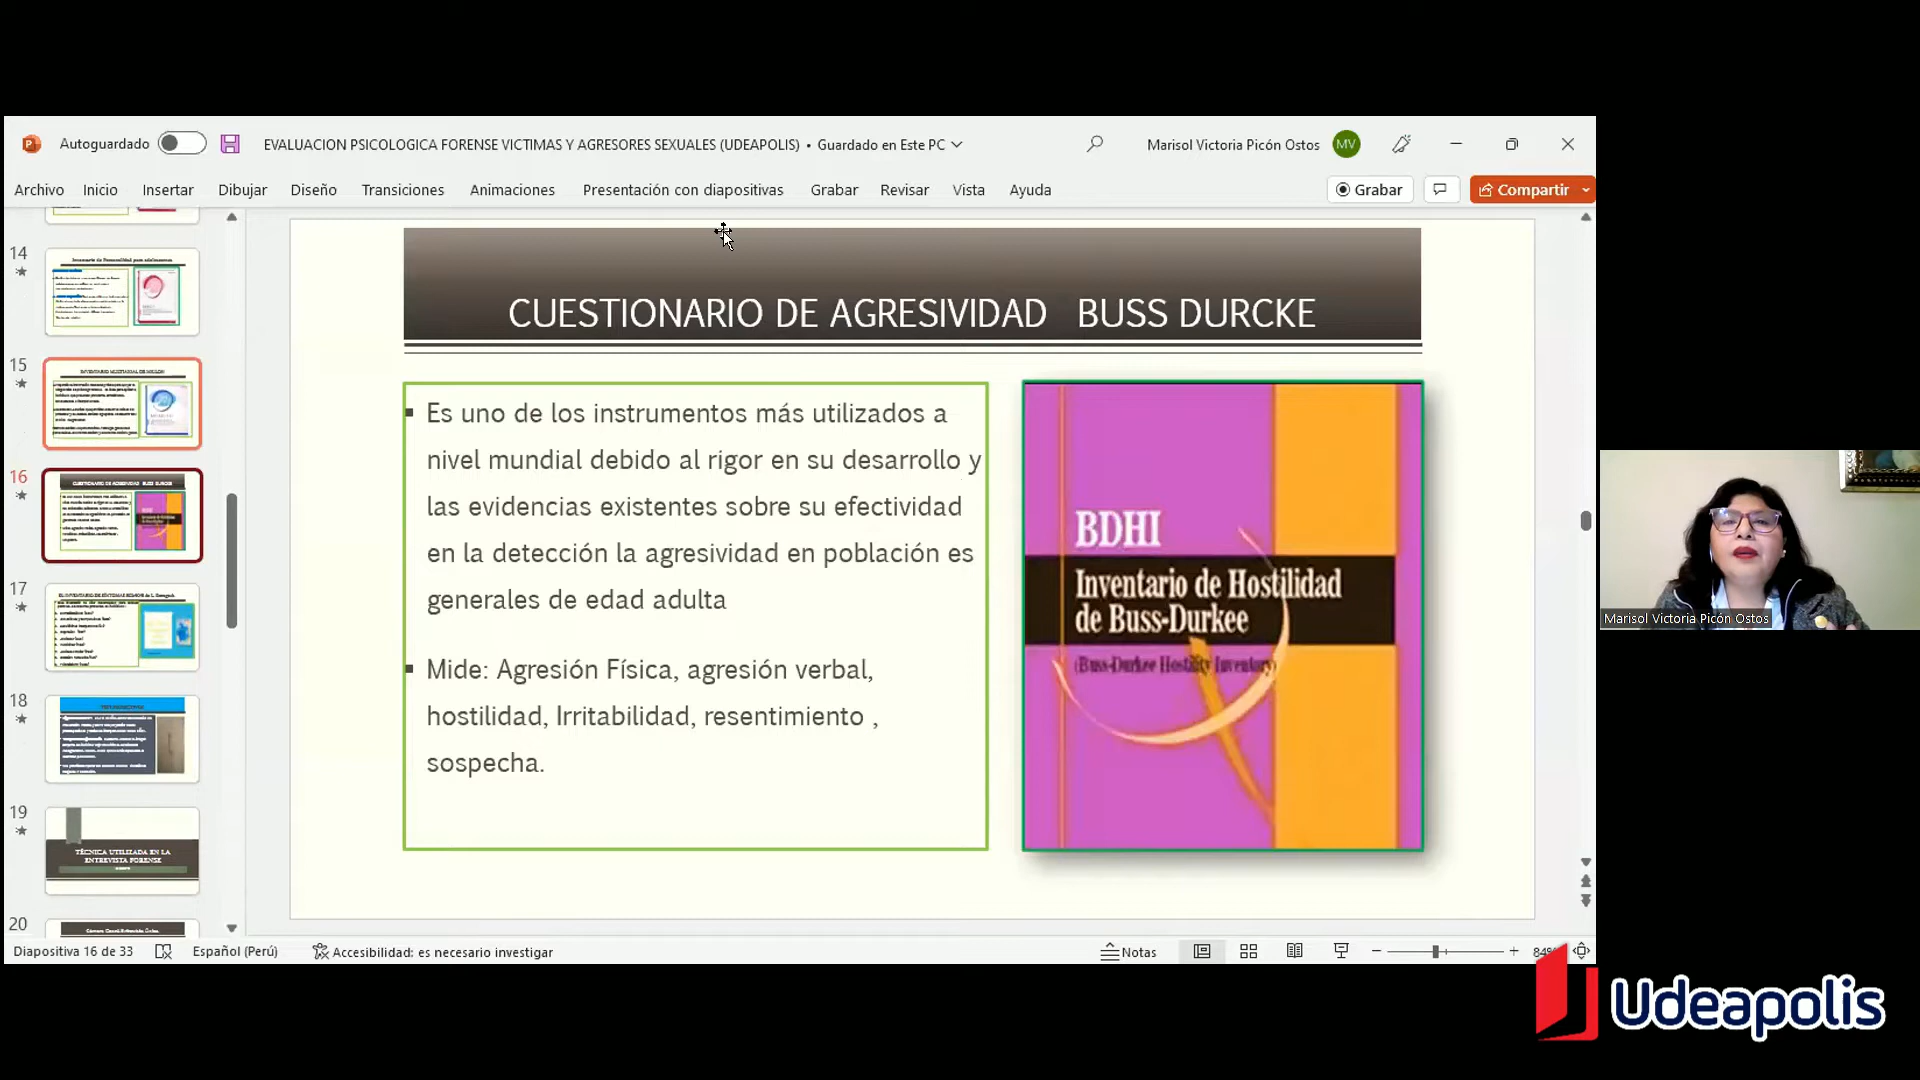 Autoguardado
EVALUACION PSICOLOGICA FORENSE VICTIMAS Y AGRESORES SEXUALES (UDEAPOLIS) • Guardado en Este PC
Marisol Victoria Picón Ostos
MV
Archivo Inicio Insertar Dibujar Diseño Transiciones Animaciones Presentación con diapositivas Grabar Revisar Vista Ayuda
Grabar
Compartir
14
15
16
17
18
19
TÉCNICA UTILIZADA EN LA
ENTREVISTA FORENSE
20
CUESTIONARIO DE AGRESIVIDAD BUSS DURCKE
▪ Es uno de los instrumentos más utilizados a
nivel mundial debido al rigor en su desarrollo y
las evidencias existentes sobre su efectividad
en la detección la agresividad en población es
generales de edad adulta
▪ Mide: Agresión Física, agresión verbal,
hostilidad, Irritabilidad, resentimiento ,
sospecha.
BDHI
Inventario de Hostilidad
de Buss-Durkee
(Buss-Durkee Hostility Inventory)
Marisol Victoria Picón Ostos
Diapositiva 16 de 33
Español (Perú)
Accesibilidad: es necesario investigar
Notas
Udeapolis